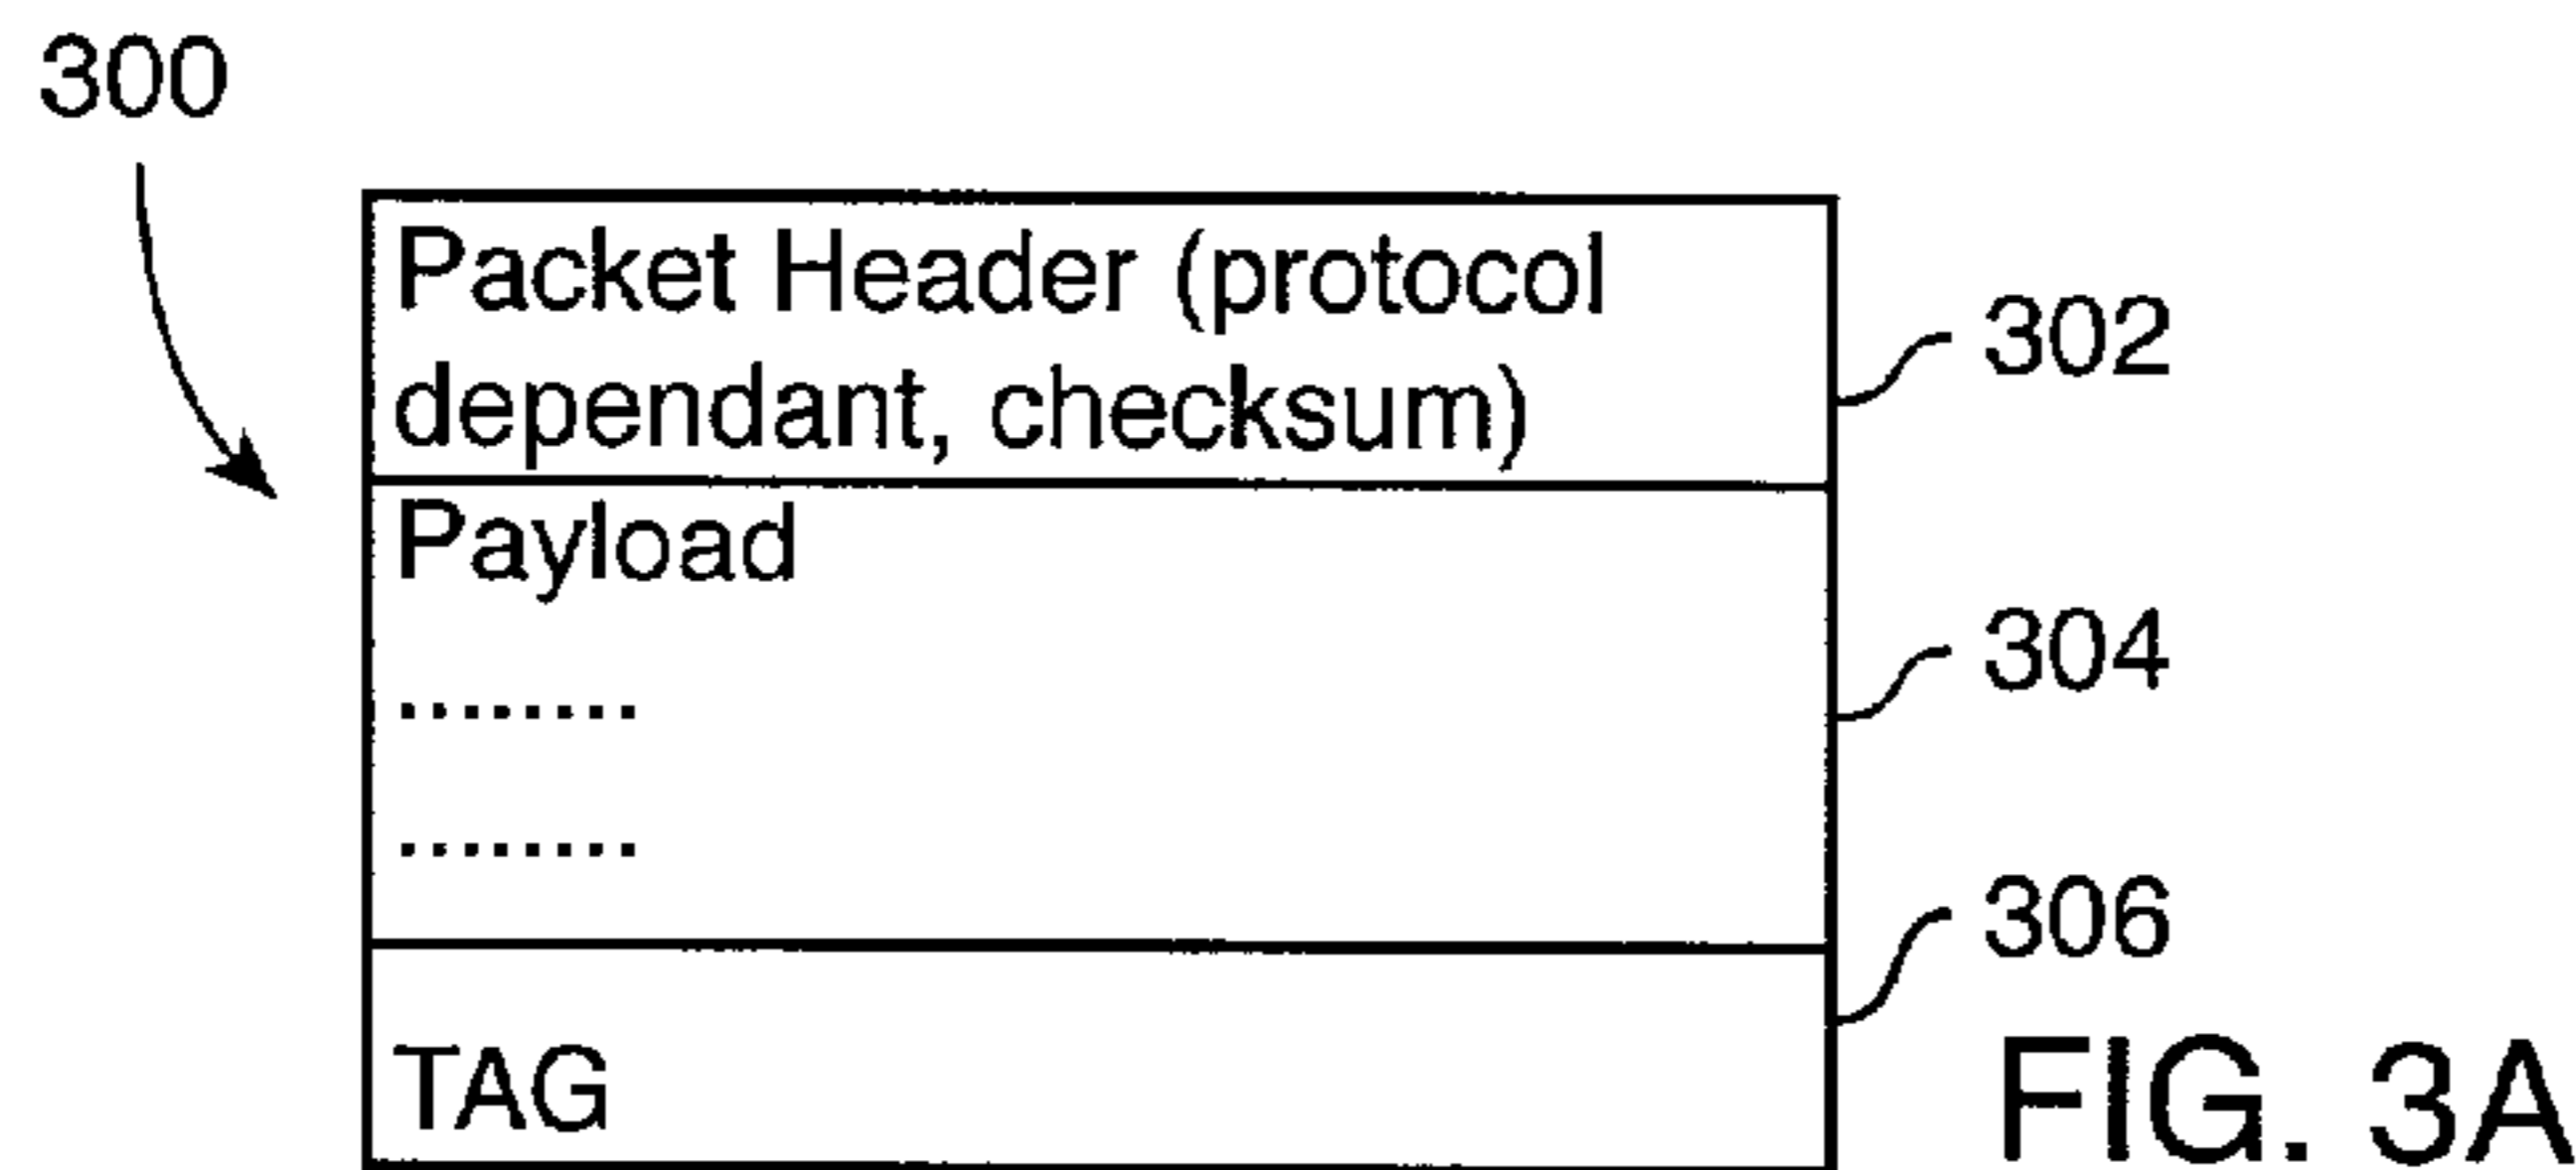 300
Packet Header (protocol
dependant, checksum)
302
Payload
........
304
........
306
TAG
FIG. 3A